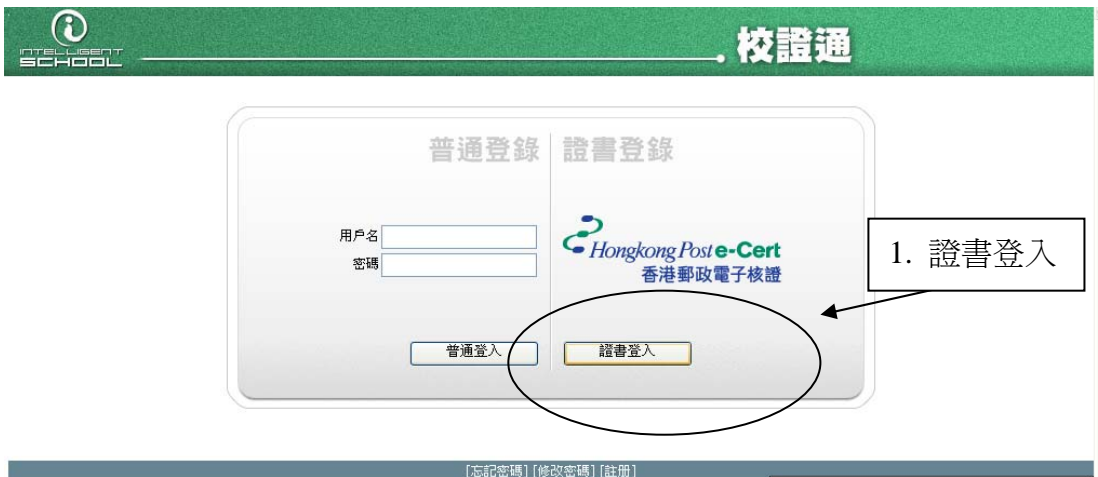 INTELLIGENT
SCHOOL
校證通
普通登錄
證書登錄
用戶名
密碼
Hongkong Post e-Cert
香港郵政電子核證
1. 證書登入
普通登入
證書登入
[忘記密碼] [修改密碼] [註册]